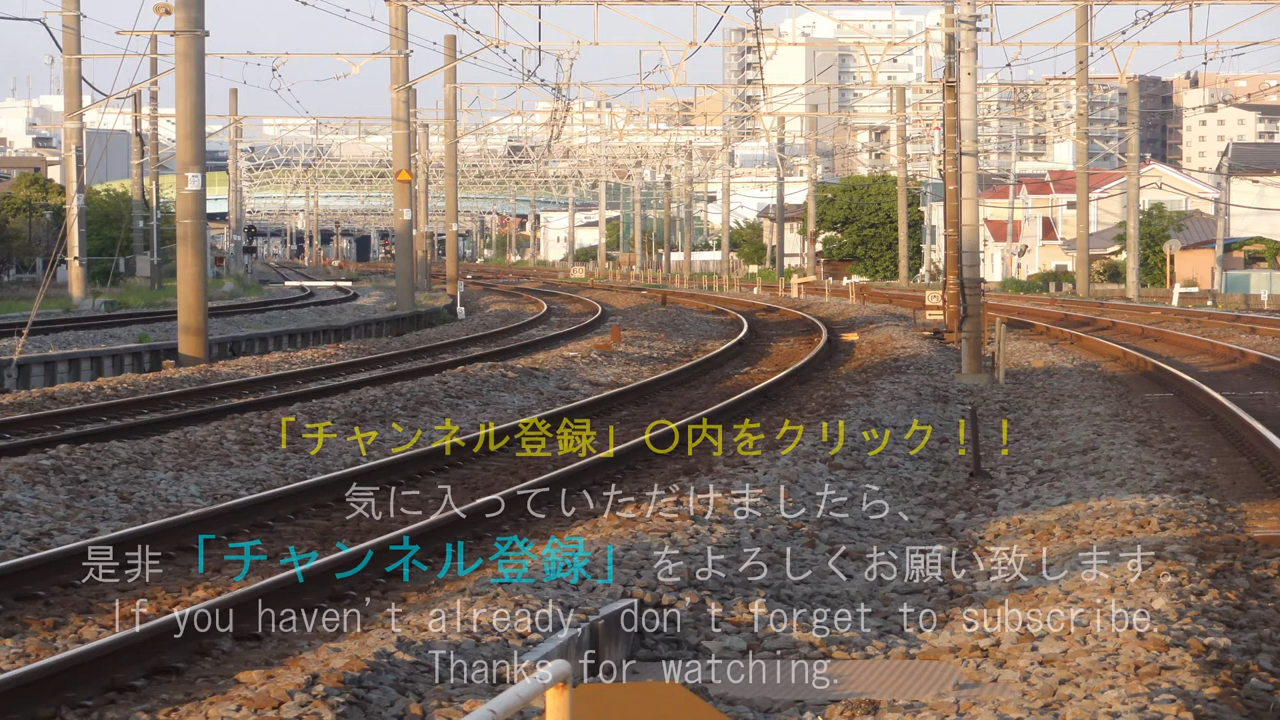 60
「チャンネル登録」〇内をクリック！！
気に入っていただけましたら、
是非「チャンネル登録」をよろしくお願い致します。
If you haven't already, don't forget to subscribe
Thanks for watching.